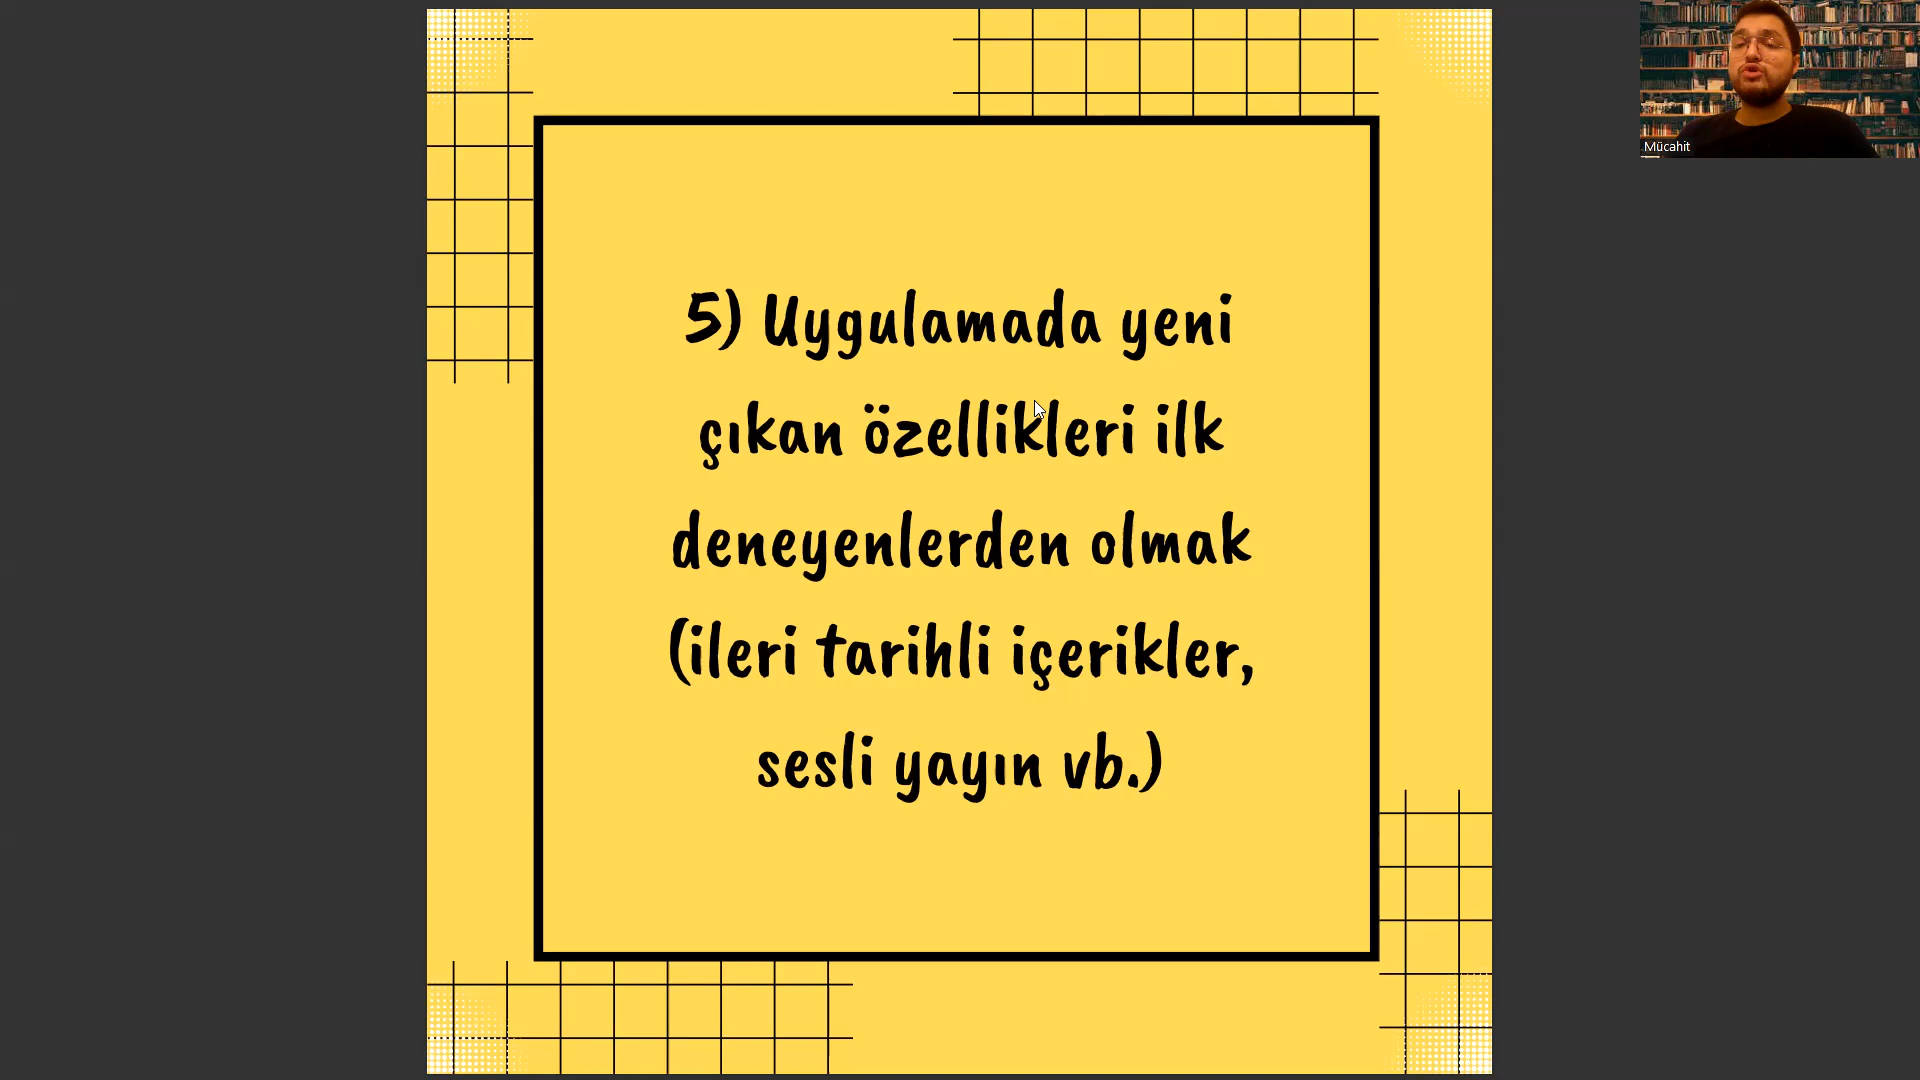 5) Uygulamada yeni
çıkan özellikleri ilk
deneyenlerden olmak
(ileri tarihli içerikler,
sesli yayın vb.)
Mücahit